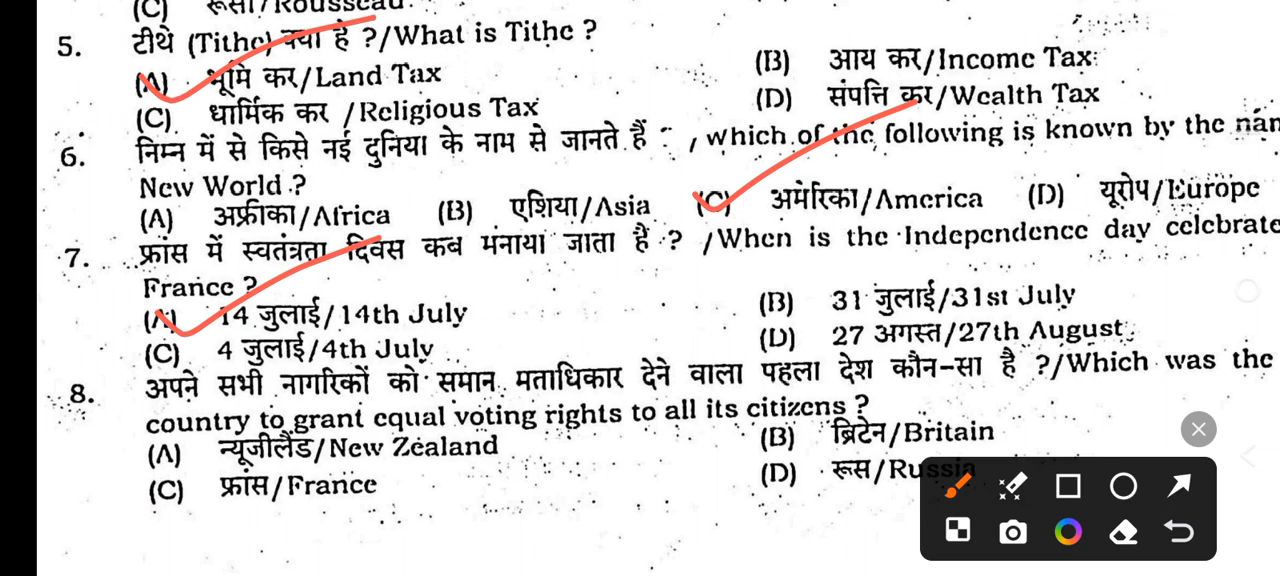 (C) रूसो/Rousseau
5. टीथे (Tithe) क्या है ?/What is Tithe ?
(A) भूमि कर/Land Tax (B) आय कर/Income Tax
(C) धार्मिक कर /Religious Tax (D) संपत्ति कर/Wealth Tax
6. निम्न में से किसे नई दुनिया के नाम से जानते हैं , which of the following is known by the
New World ?
(A) अफ्रीका/Africa (B) एशिया/Asia (C) अमेरिका/America (D) यूरोप/Europe
7. फ्रांस में स्वतंत्रता दिवस कब मनाया जाता है ? /When is the Independence day celebrate
France ?
(A) 14 जुलाई/14th July (B) 31 जुलाई/31st July
(C) 4 जुलाई/4th July (D) 27 अगस्त/27th August
8. अपने सभी नागरिकों को समान मताधिकार देने वाला पहला देश कौन-सा है ?/Which was the
country to grant equal voting rights to all its citizens ?
(A) न्यूजीलैंड/New Zealand (B) ब्रिटेन/Britain
(C) फ्रांस/France (D) रूस/Russia